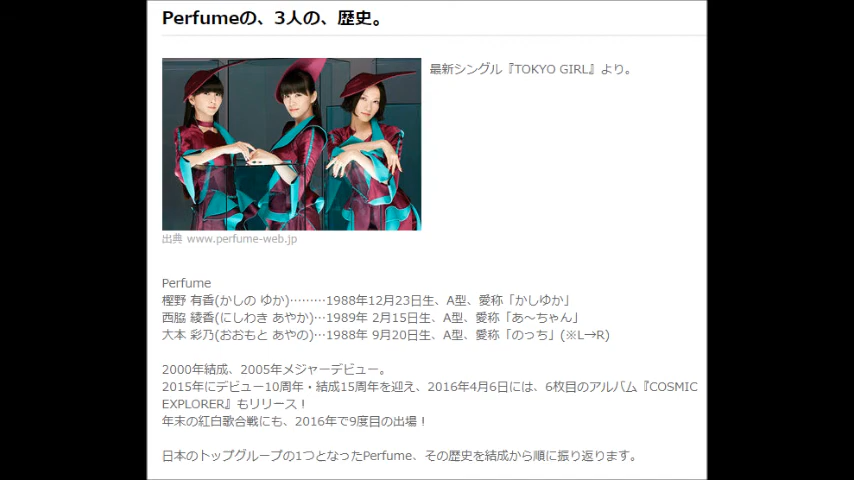 Perfumeの、3人の、歴史。
最新シングル『TOKYO GIRL』より。
出典 www.perfume-web.jp
Perfume
樫野 有香(かしの ゆか)………1988年12月23日生、A型、愛称「かしゆか」
西脇 綾香(にしわき あやか)…1989年 2月15日生、A型、愛称「あ～ちゃん」
大本 彩乃(おおもと あやの)…1988年 9月20日生、A型、愛称「のっち」(※L→R)
2000年結成、2005年メジャーデビュー。
2015年にデビュー10周年・結成15周年を迎え、2016年4月6日には、6枚目のアルバム『COSMIC
EXPLORER』もリリース！
年末の紅白歌合戦にも、2016年で9度目の出場！
日本のトップグループの1つとなったPerfume、その歴史を結成から順に振り返ります。